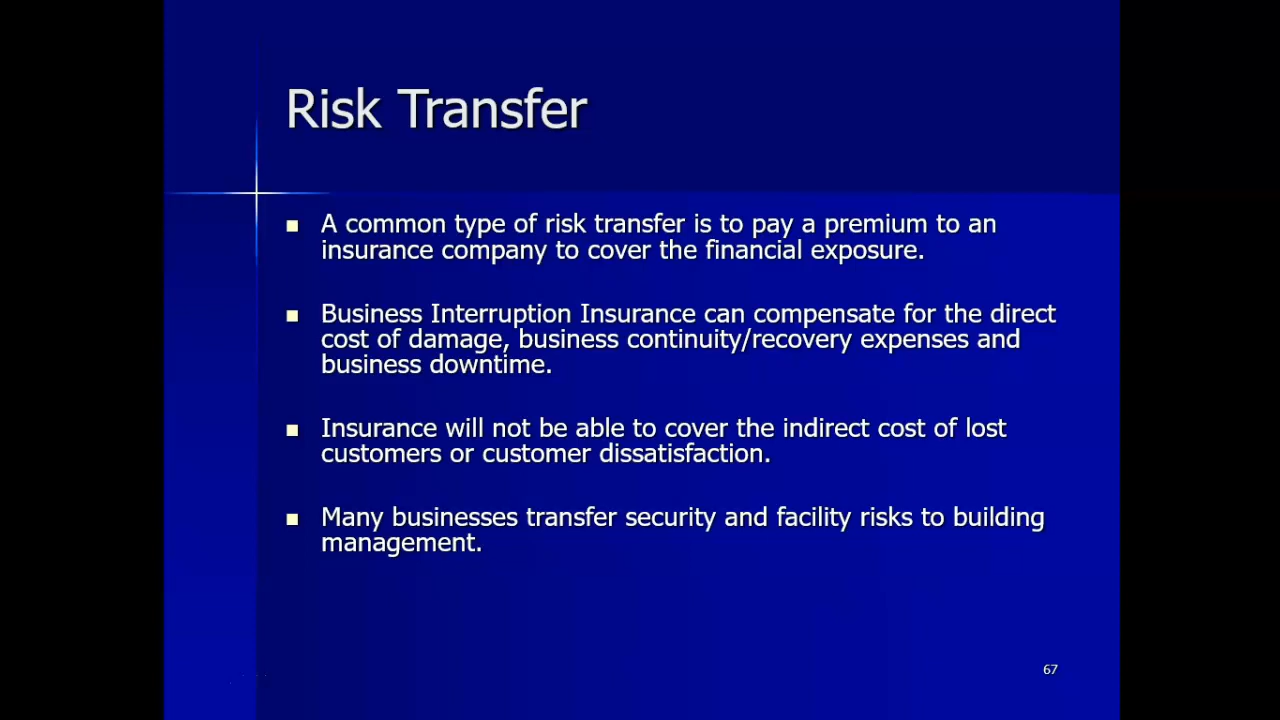 Risk Transfer
A common type of risk transfer is to pay a premium to an
insurance company to cover the financial exposure.
Business Interruption Insurance can compensate for the direct
cost of damage, business continuity/recovery expenses and
business downtime.
Insurance will not be able to cover the indirect cost of lost
customers or customer dissatisfaction.
Many businesses transfer security and facility risks to building
management.
67